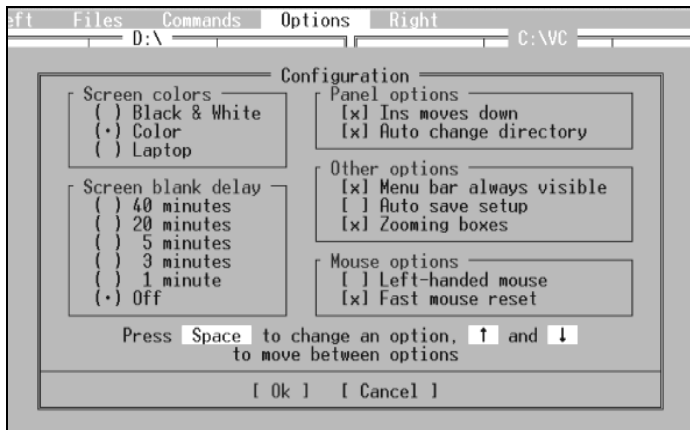 eft Files Commands Options Right
D:\ C:\VC
Configuration
Screen colors
( ) Black & White
(·) Color
( ) Laptop
Screen blank delay
( ) 40 minutes
( ) 20 minutes
( ) 5 minutes
( ) 3 minutes
( ) 1 minute
(·) Off
Panel options
[x] Ins moves down
[x] Auto change directory
Other options
[x] Menu bar always visible
[ ] Auto save setup
[x] Zooming boxes
Mouse options
[ ] Left-handed mouse
[x] Fast mouse reset
Press Space to change an option, ↑ and ↓
to move between options
[ Ok ] [ Cancel ]